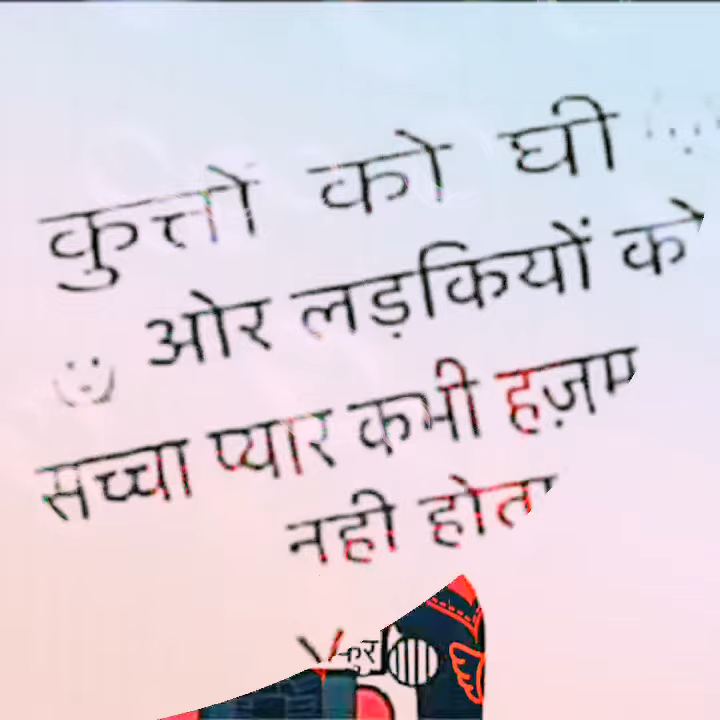 कुत्तो को घी
ओर लड़कियों को
सच्चा प्यार कभी हज़म
नही होता